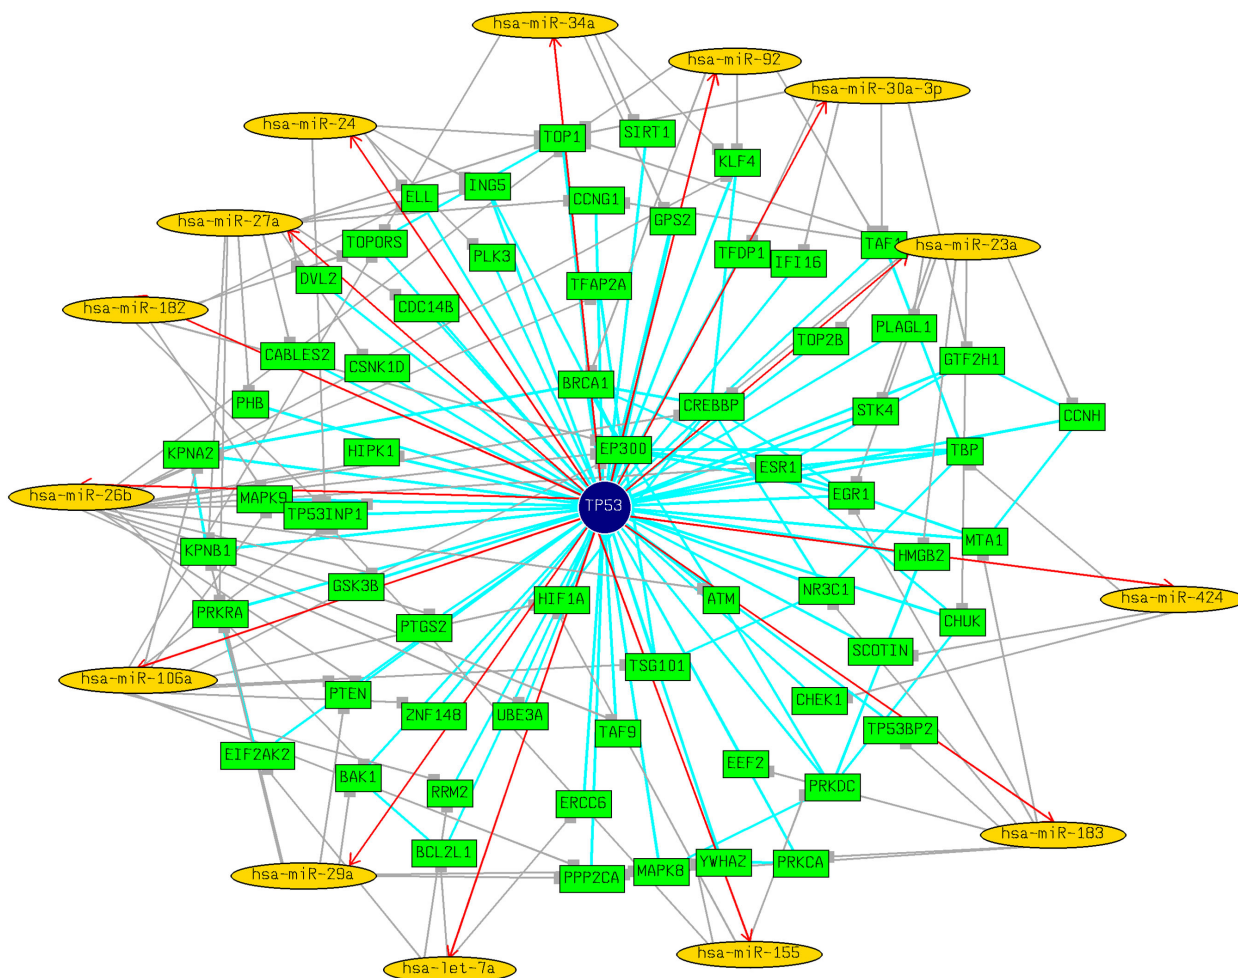 hsa-miR-34a
hsa-miR-92
hsa-miR-30a-3p
hsa-miR-24
TOP1
SIRT1
KLF4
ING5
ELL
CCNG1
GPS2
hsa-miR-27a
TOPORS
PLK3
TFDP1
IFI16
TAF1
hsa-miR-23a
DVL2
CDC14B
TFAP2A
hsa-miR-182
TOP2B
PLAGL1
CABLES2
CSNK1D
GTF2H1
BRCA1
PHB
CREBBP
STK4
CCNH
KPNA2
HIPK1
EP300
ESR1
TBP
hsa-miR-26b
MAPK9
TP53INP1
TP53
EGR1
KPNB1
MTA1
HMGB2
GSK3B
HIF1A
ATM
NR3C1
hsa-miR-424
PRKRA
PTGS2
CHUK
SCOTIN
hsa-miR-106a
TSG101
PTEN
CHEK1
ZNF148
UBE3A
TAF9
TP53BP2
EIF2AK2
BAK1
EEF2
RRM2
PRKDC
ERCC6
hsa-miR-183
BCL2L1
hsa-miR-29a
PPP2CA
MAPK8
YWHAZ
PRKCA
hsa-miR-155
hsa-let-7a